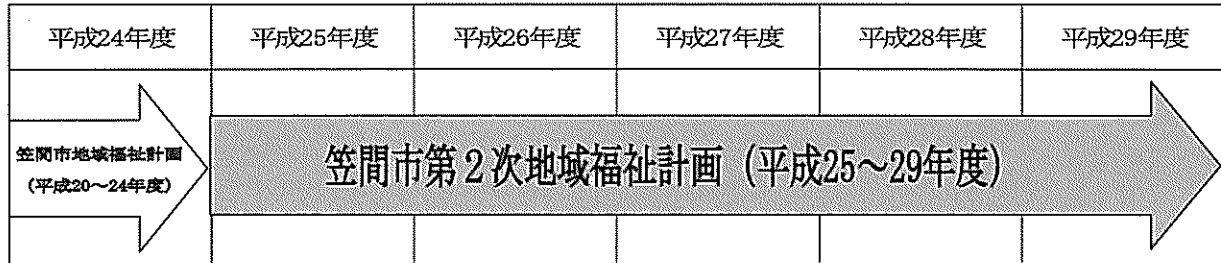 平成24年度 平成25年度 平成26年度 平成27年度 平成28年度 平成29年度
笠間市地域福祉計画
(平成20～24年度)
笠間市第２次地域福祉計画（平成25～29年度）